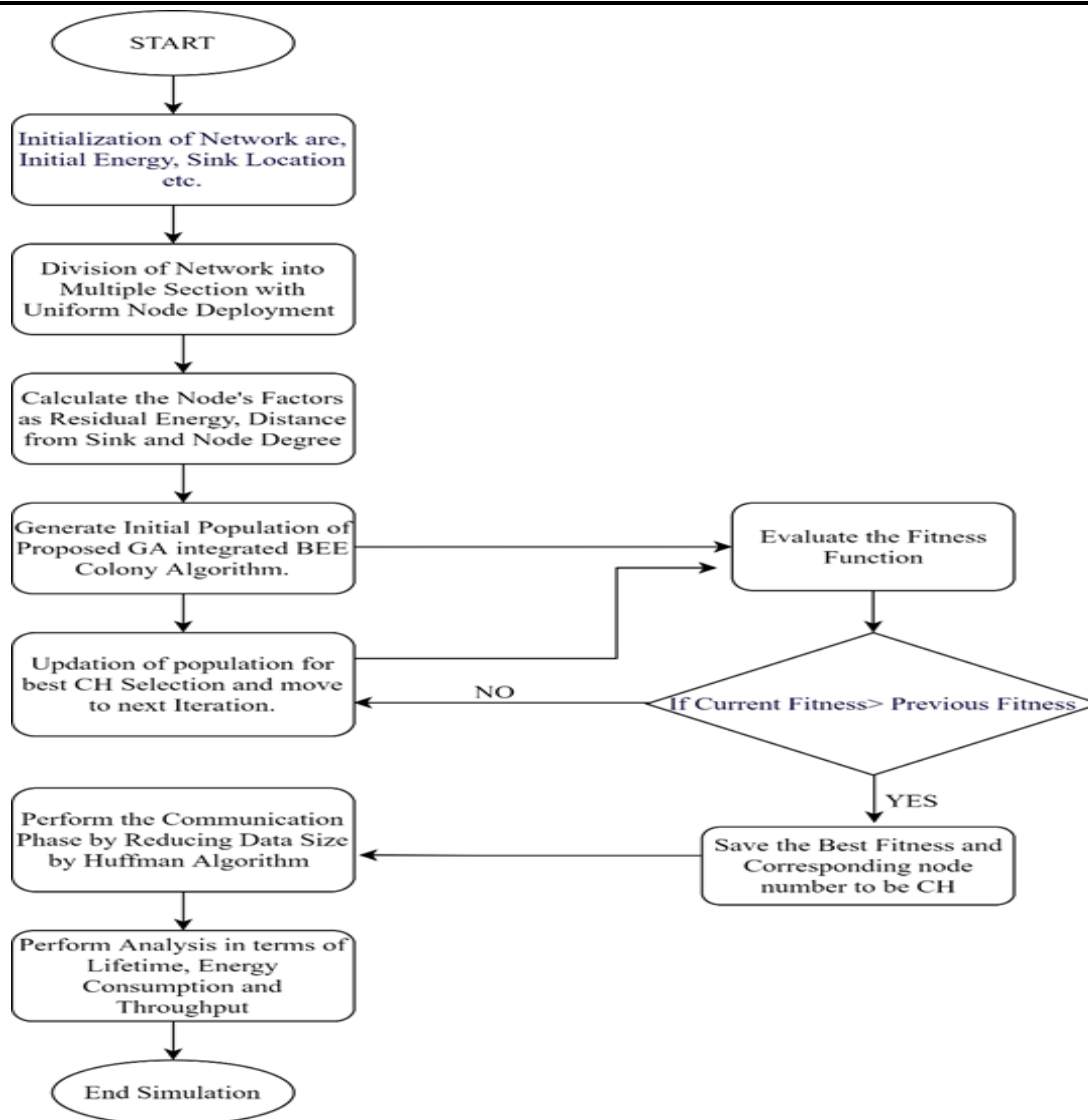 START
Initialization of Network are,
Initial Energy, Sink Location
etc.
Division of Network into
Multiple Section with
Uniform Node Deployment
Calculate the Node's Factors
as Residual Energy, Distance
from Sink and Node Degree
Generate Initial Population of
Proposed GA integrated BEE
Colony Algorithm.
Evaluate the Fitness
Function
Updation of population for
best CH Selection and move
to next Iteration.
NO
If Current Fitness> Previous Fitness
YES
Save the Best Fitness and
Corresponding node
number to be CH
Perform the Communication
Phase by Reducing Data Size
by Huffman Algorithm
Perform Analysis in terms of
Lifetime, Energy
Consumption and
Throughput
End Simulation